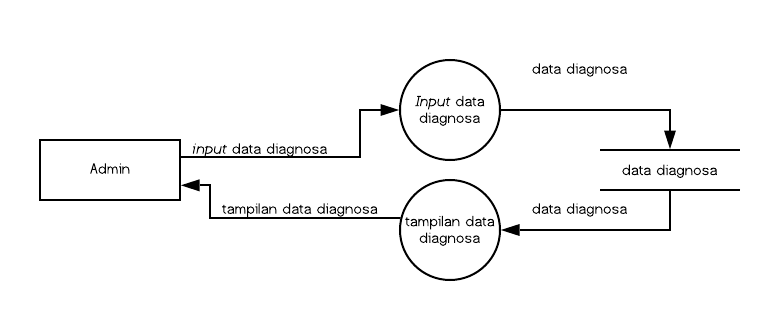 data diagnosa
Input data
diagnosa
input data diagnosa
Admin
data diagnosa
tampilan data diagnosa
data diagnosa
tampilan data
diagnosa